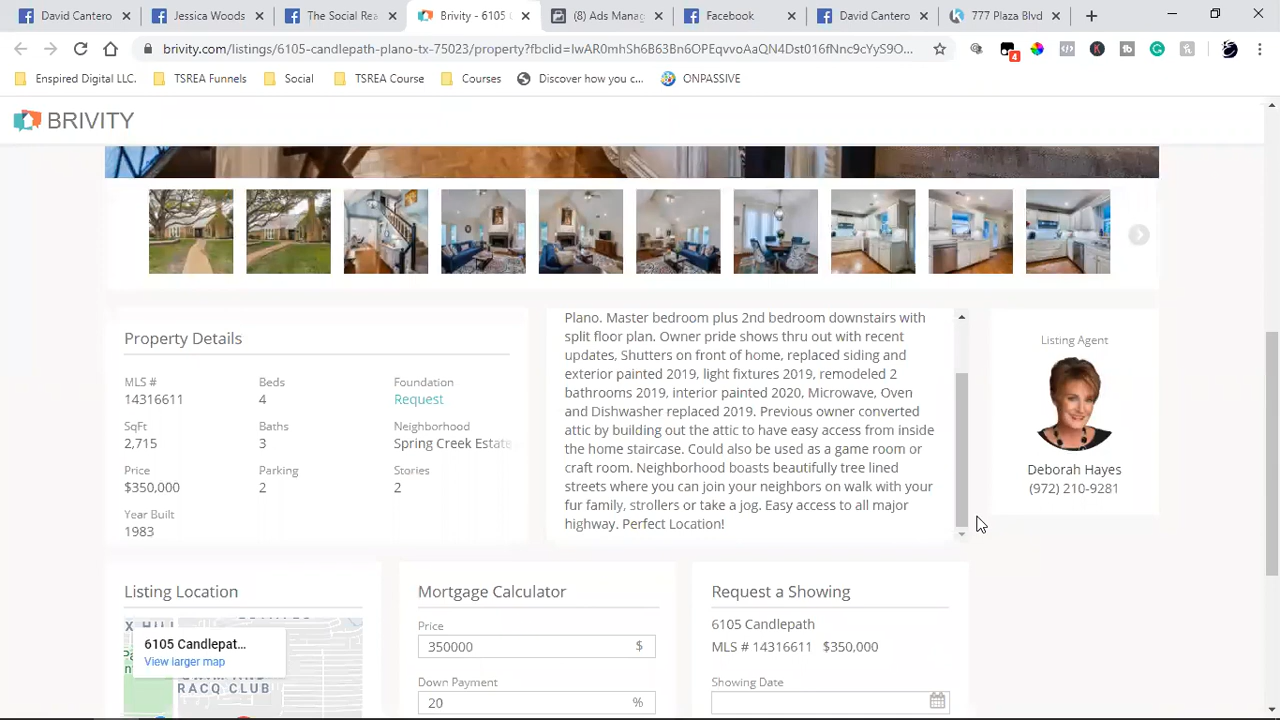 David Cantero
Jessica Woods
The Social Rea
Brivity - 6105 C
(8) Ads Manag
Facebook
David Cantero
777 Plaza Blvd
brivity.com/listings/6105-candlepath-plano-tx-75023/property?fbclid=IwAR0mhSh6B63Bn6OPEqvvoAaQN4Dst016fNnc9cYyS9O...
4
Enspired Digital LLC.
TSREA Funnels
Social
TSREA Course
Courses
Discover how you c...
ONPASSIVE
BRIVITY
Property Details
MLS # Beds Foundation
14316611 4 Request
SqFt Baths Neighborhood
2,715 3 Spring Creek Estate
Price Parking Stories
$350,000 2 2
Year Built
1983
Plano. Master bedroom plus 2nd bedroom downstairs with
split floor plan. Owner pride shows thru out with recent
updates, Shutters on front of home, replaced siding and
exterior painted 2019, light fixtures 2019, remodeled 2
bathrooms 2019, interior painted 2020, Microwave, Oven
and Dishwasher replaced 2019. Previous owner converted
attic by building out the attic to have easy access from inside
the home staircase. Could also be used as a game room or
craft room. Neighborhood boasts beautifully tree lined
streets where you can join your neighbors on walk with your
fur family, strollers or take a jog. Easy access to all major
highway. Perfect Location!
Listing Agent
Deborah Hayes
(972) 210-9281
Listing Location
6105 Candlepat...
View larger map
RACQ CLUB
Mortgage Calculator
Price
350000 $
Down Payment
20 %
Request a Showing
6105 Candlepath
MLS # 14316611 $350,000
Showing Date